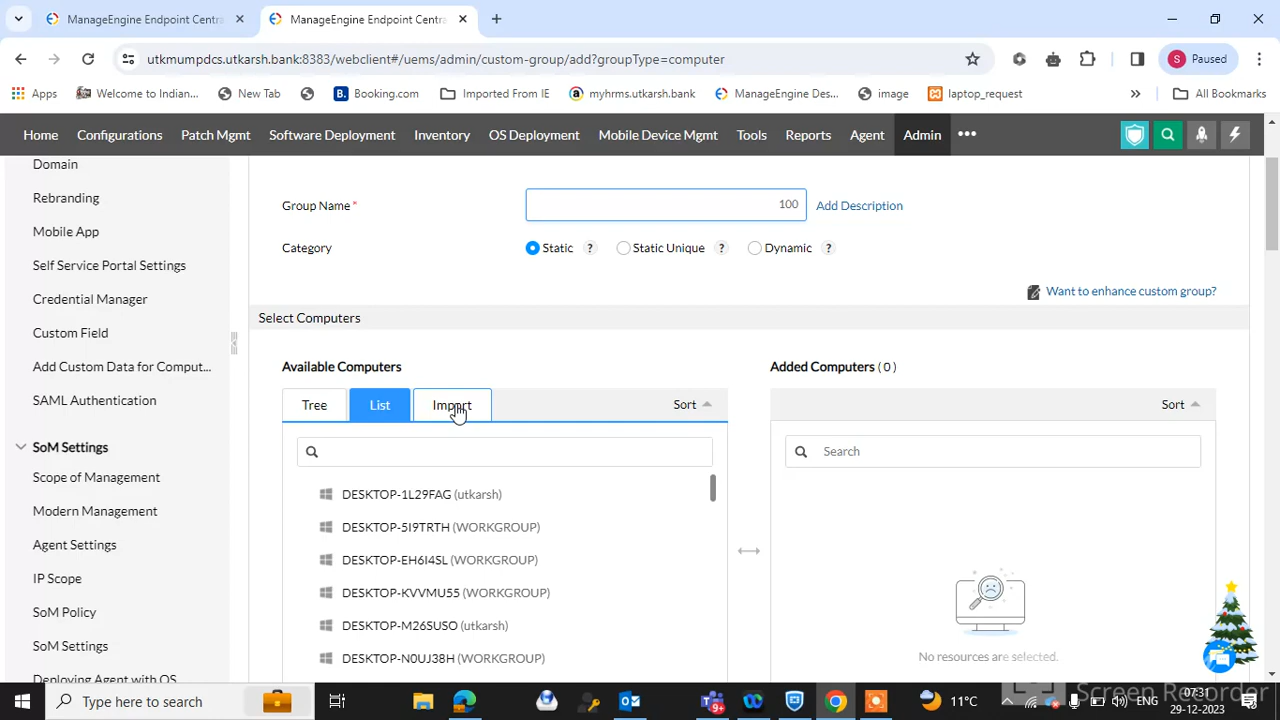 ManageEngine Endpoint Centra
ManageEngine Endpoint Centra
utkmumpdcs.utkarsh.bank:8383/webclient#/uems/admin/custom-group/add?groupType=computer
S Paused
Apps
Welcome to Indian...
New Tab
Booking.com
Imported From IE
myhrms.utkarsh.bank
ManageEngine Des...
image
laptop_request
All Bookmarks
Home
Configurations
Patch Mgmt
Software Deployment
Inventory
OS Deployment
Mobile Device Mgmt
Tools
Reports
Agent
Admin
Domain
Rebranding
Mobile App
Self Service Portal Settings
Credential Manager
Custom Field
Add Custom Data for Comput...
SAML Authentication
SoM Settings
Scope of Management
Modern Management
Agent Settings
IP Scope
SoM Policy
SoM Settings
Deploying Agent with OS
Group Name*
100
Add Description
Category
Static ?
Static Unique ?
Dynamic ?
Want to enhance custom group?
Select Computers
Available Computers
Tree
List
Import
Sort
DESKTOP-1L29FAG (utkarsh)
DESKTOP-5I9TRTH (WORKGROUP)
DESKTOP-EH6I4SL (WORKGROUP)
DESKTOP-KVVMU55 (WORKGROUP)
DESKTOP-M26SUSO (utkarsh)
DESKTOP-N0UJ38H (WORKGROUP)
Added Computers (0)
Sort
Search
No resources are selected.
Type here to search
9+
11°C
ENG
07:31
29-12-2023
Screen Recorder